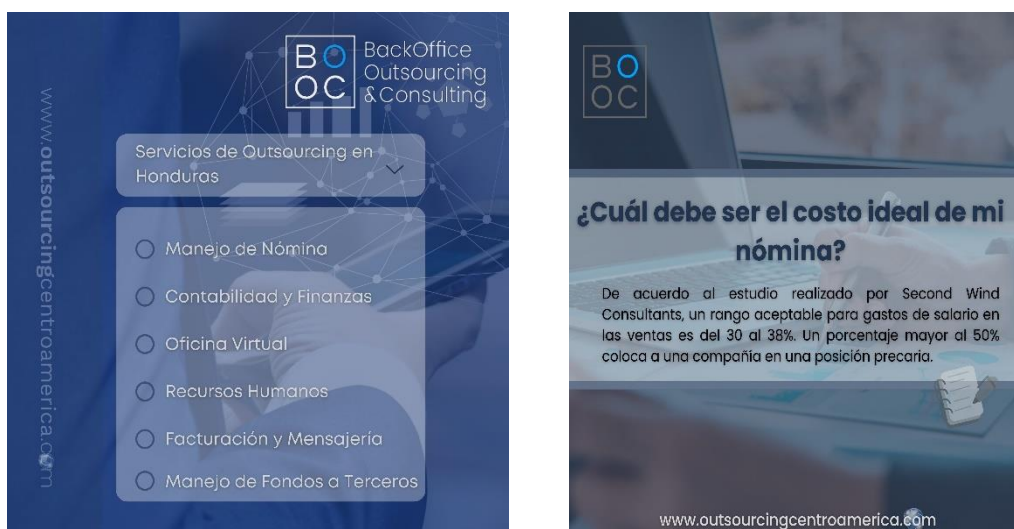 BO
OC
BackOffice
Outsourcing
&Consulting
www.outsourcingcentroamerica.com
Servicios de Outsourcing en
Honduras
Manejo de Nómina
Contabilidad y Finanzas
Oficina Virtual
Recursos Humanos
Facturación y Mensajería
Manejo de Fondos a Terceros
BO
OC
¿Cuál debe ser el costo ideal de mi
nómina?
De acuerdo al estudio realizado por Second Wind
Consultants, un rango aceptable para gastos de salario en
las ventas es del 30 al 38%. Un porcentaje mayor al 50%
coloca a una compañía en una posición precaria.
www.outsourcingcentroamerica.com